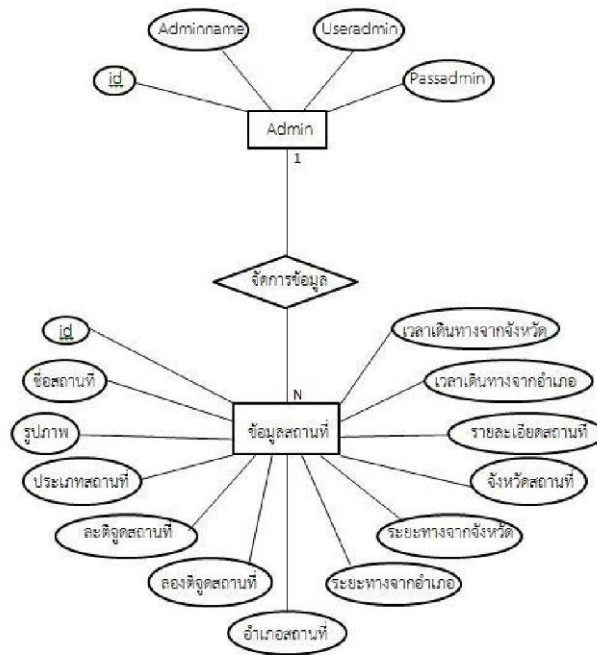 Adminname
Useradmin
id
Passadmin
Admin
1
จัดการข้อมูล
id
เวลาเดินทางจากจังหวัด
ชื่อสถานที่
เวลาเดินทางจากอำเภอ
N
รูปภาพ
ข้อมูลสถานที่
รายละเอียดสถานที่
ประเภทสถานที่
จังหวัดสถานที่
ละติจูดสถานที่
ระยะทางจากจังหวัด
ลองติจูดสถานที่
ระยะทางจากอำเภอ
อำเภอสถานที่